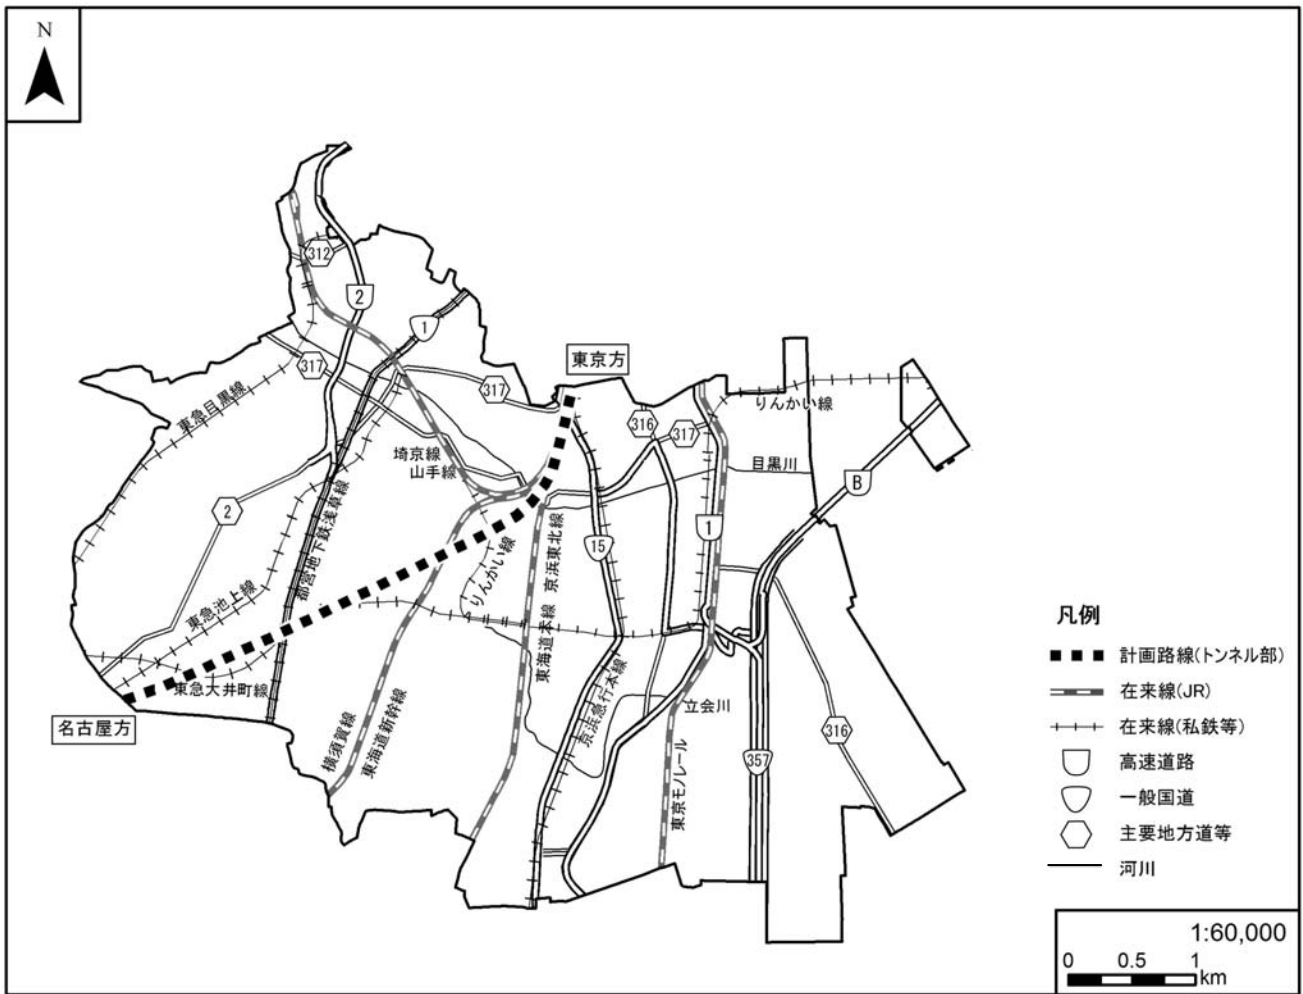 N
312
2
1
317
317
東京方
東急目黒線
316
317
りんかい線
埼京線
山手線
目黒川
B
2
都営地下鉄浅草線
15
1
京浜東北線
りんかい線
東急池上線
東海道本線
東急大井町線
名古屋方
横須賀線
東海道新幹線
京浜急行本線
立会川
東京モノレール
357
316
凡例
計画路線(トンネル部)
在来線(JR)
在来線(私鉄等)
高速道路
一般国道
主要地方道等
河川
1:60,000
0 0.5 1
km